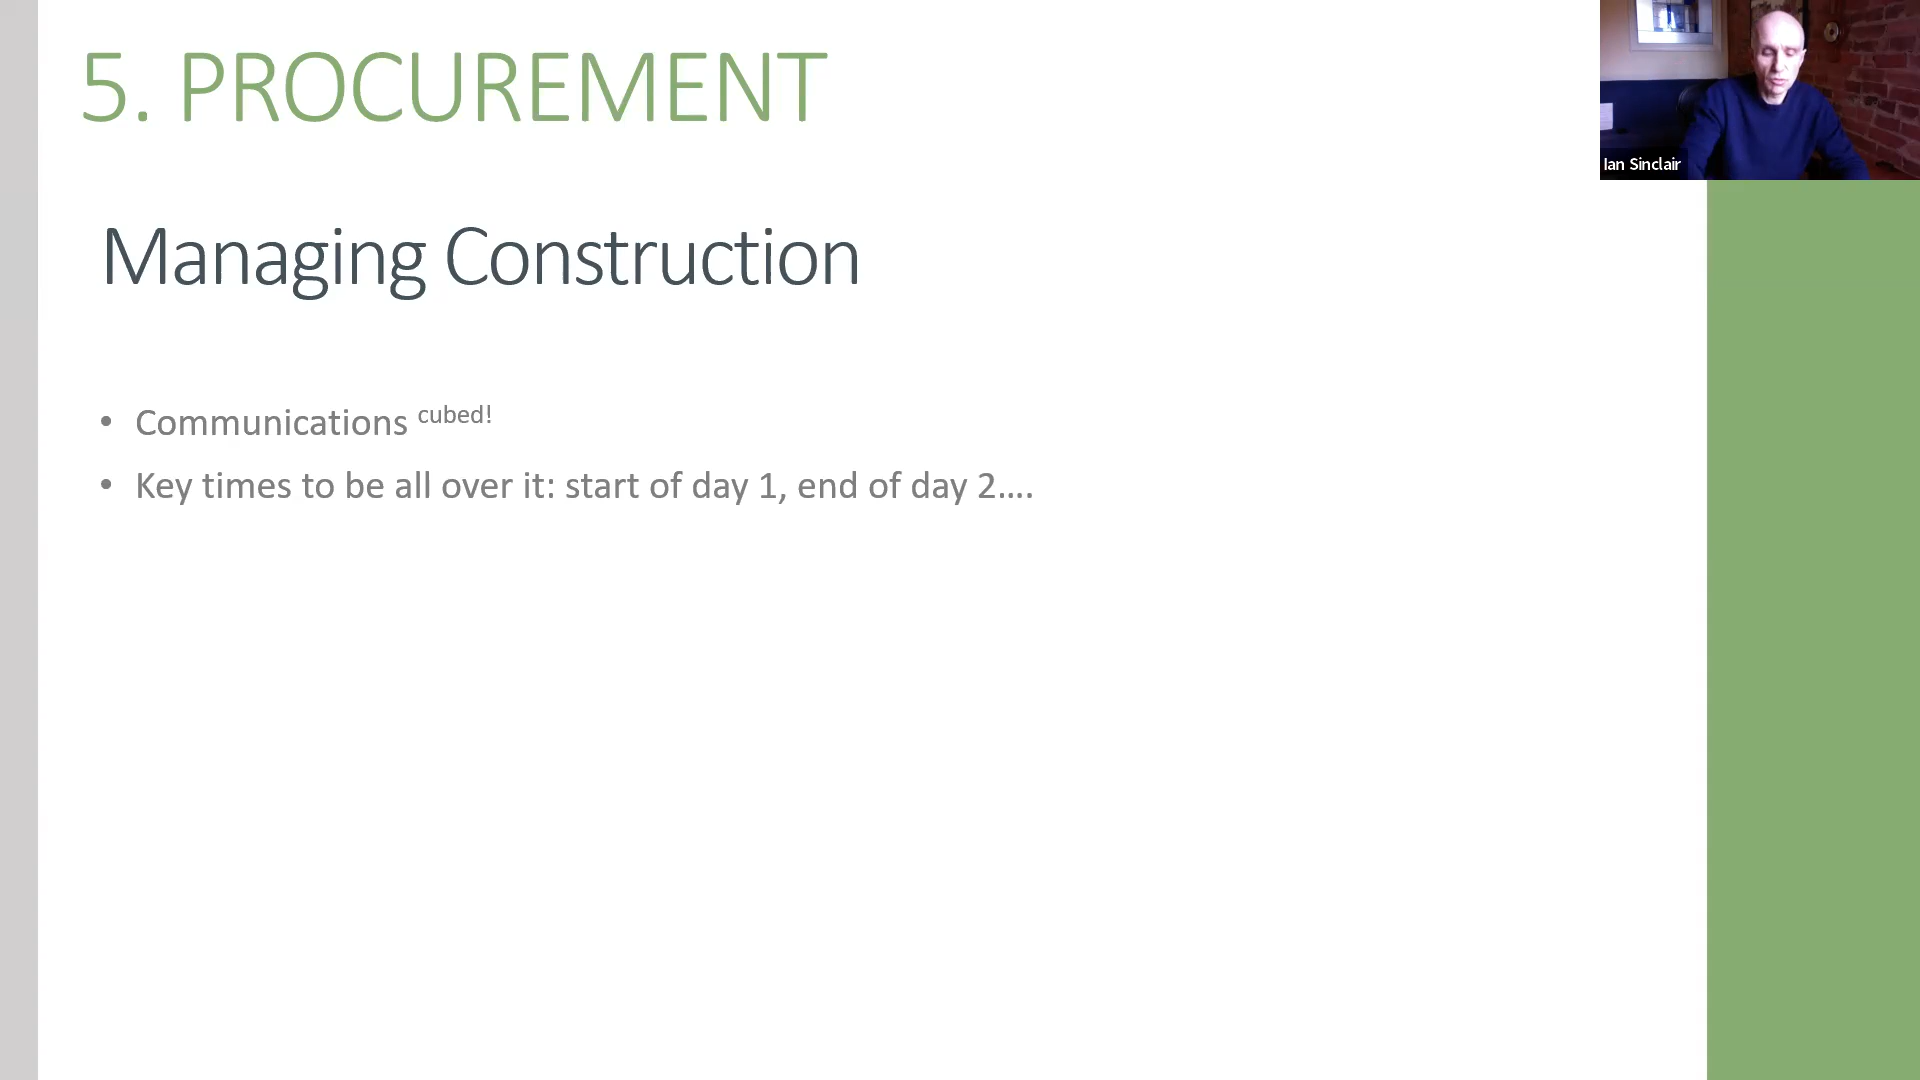 5. PROCUREMENT
Ian Sinclair
Managing Construction
• Communications cubed!
• Key times to be all over it: start of day 1, end of day 2....